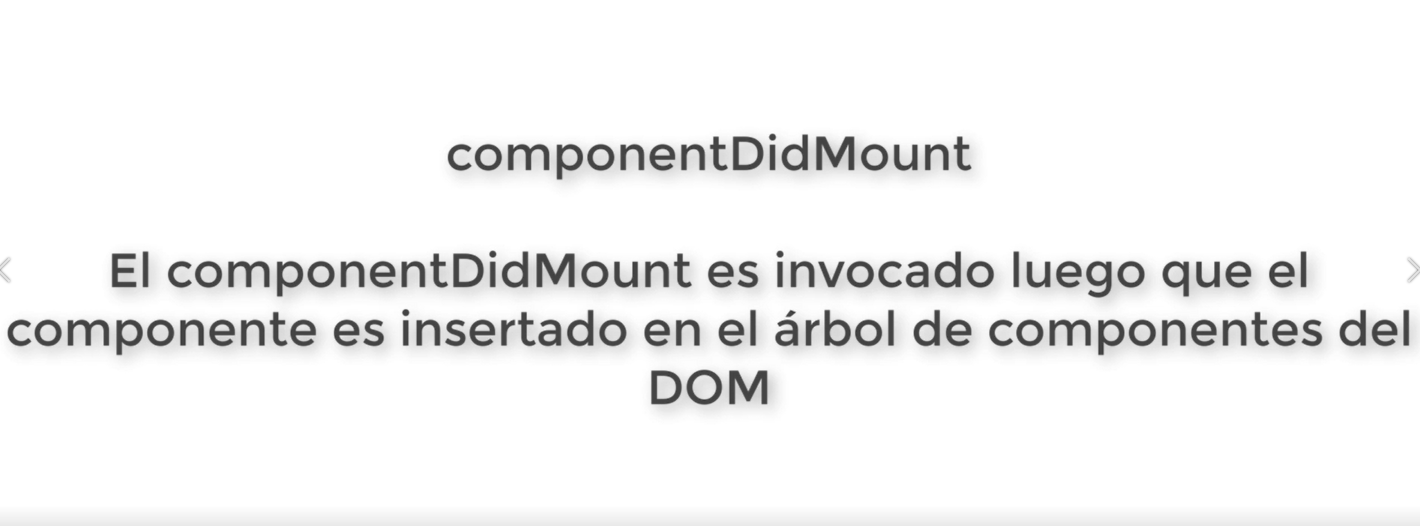 componentDidMount
El componentDidMount es invocado luego que el
componente es insertado en el árbol de componentes del
DOM